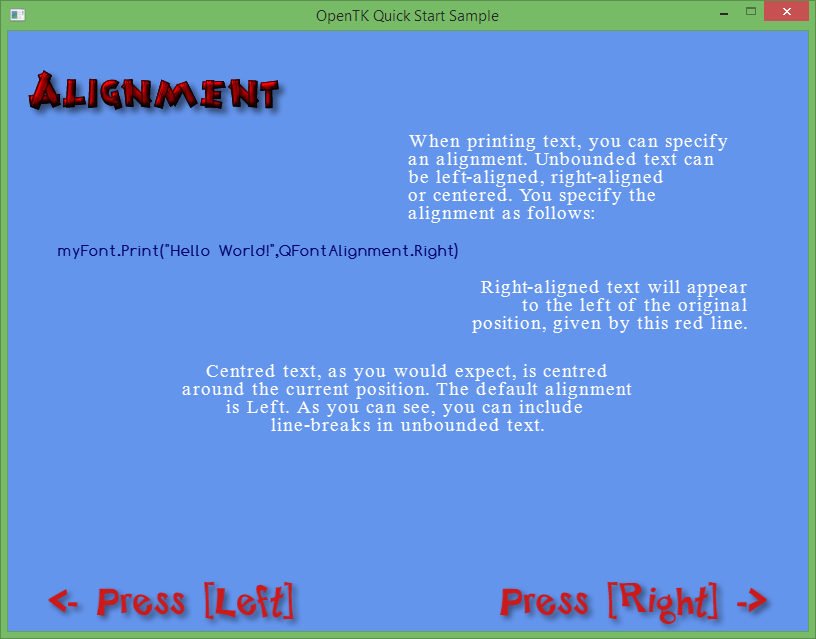 OpenTK Quick Start Sample
Alignment
When printing text, you can specify
an alignment. Unbounded text can
be left-aligned, right-aligned
or centered. You specify the
alignment as follows:
myFont.Print("Hello World!",QFontAlignment.Right)
Right-aligned text will appear
to the left of the original
position, given by this red line.
Centred text, as you would expect, is centred
around the current position. The default alignment
is Left. As you can see, you can include
line-breaks in unbounded text.
<- Press [Left]
Press [Right] ->